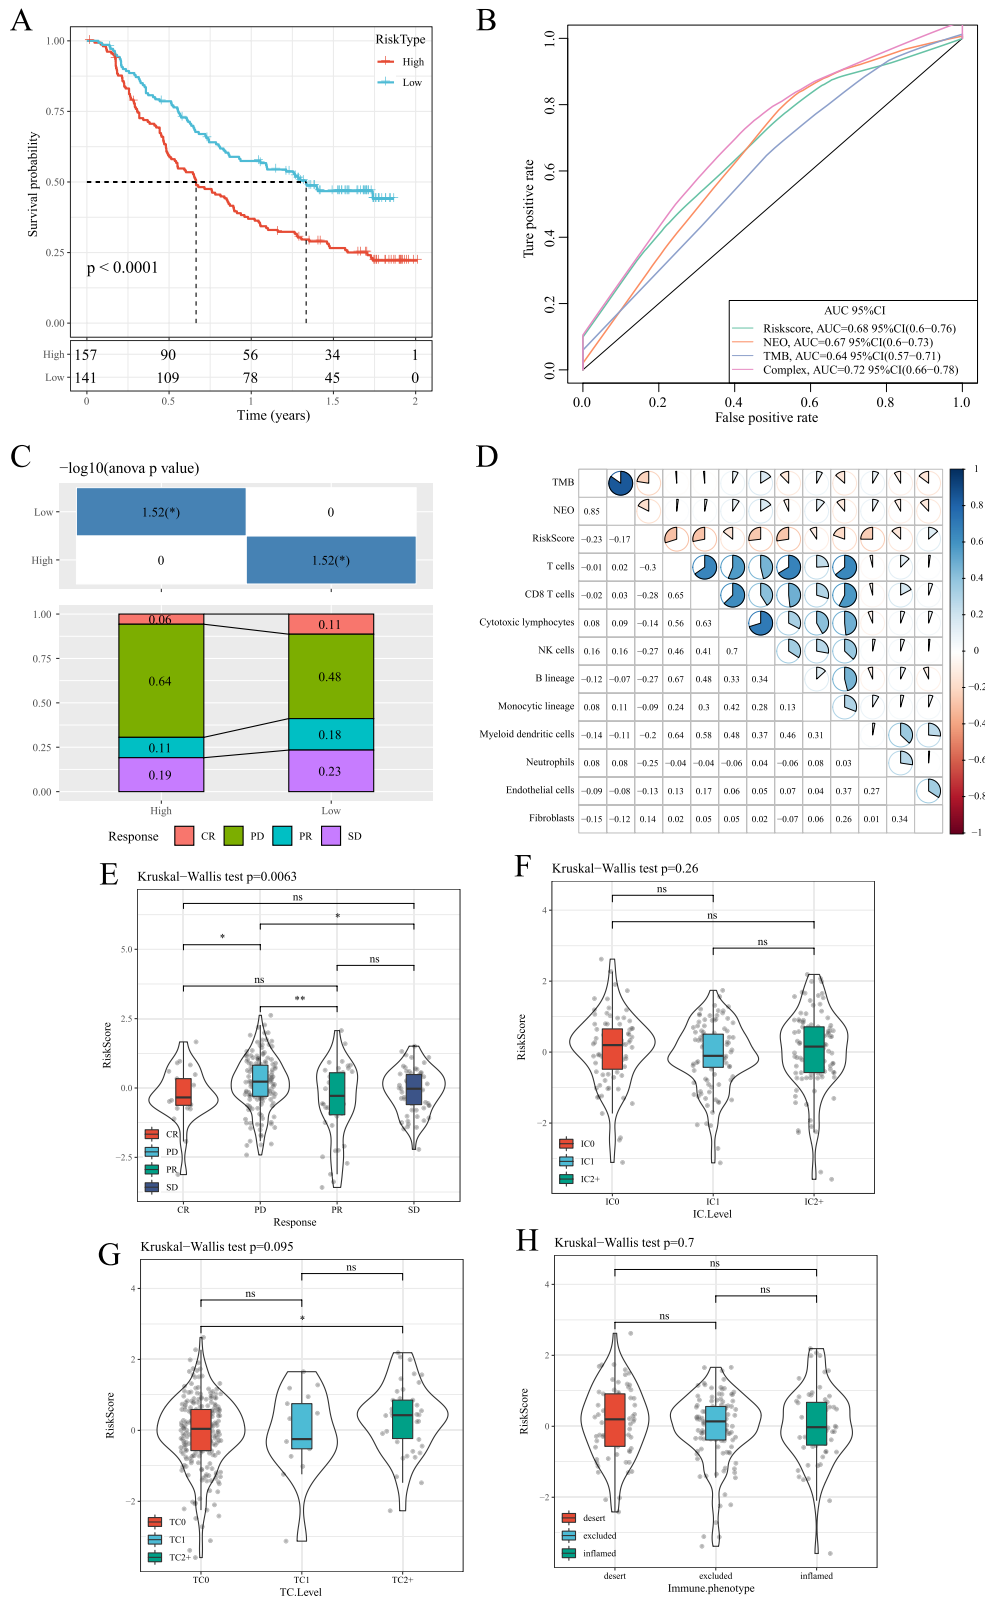 A
RiskType
High
Low
Survival probability
1.00
0.75
0.50
0.25
0.00
p < 0.0001
High 157 90 56 34 1
Low 141 109 78 45 0
0 0.5 1 1.5 2
Time (years)
B
Ture positive rate
1.0
0.8
0.6
0.4
0.2
0.0
AUC 95%CI
Riskscore, AUC=0.68 95%CI(0.6−0.76)
NEO, AUC=0.67 95%CI(0.6−0.73)
TMB, AUC=0.64 95%CI(0.57−0.71)
Complex, AUC=0.72 95%CI(0.66−0.78)
0.0 0.2 0.4 0.6 0.8 1.0
False positive rate
C
−log10(anova p value)
Low 1.52(*) 0
High 0 1.52(*)
1.00
0.75
0.50
0.25
0.00
0.06 0.11
0.64 0.48
0.11 0.18
0.19 0.23
High Low
Response CR PD PR SD
D
TMB
NEO 0.85
RiskScore −0.23 −0.17
T cells −0.01 0.02 −0.3
CD8 T cells −0.02 0.03 −0.28 0.65
Cytotoxic lymphocytes 0.08 0.09 −0.14 0.56 0.63
NK cells 0.16 0.16 −0.27 0.46 0.41 0.7
B lineage −0.12 −0.07 −0.27 0.67 0.48 0.33 0.34
Monocytic lineage 0.08 0.11 −0.09 0.24 0.3 0.42 0.28 0.13
Myeloid dendritic cells −0.14 −0.11 −0.2 0.64 0.58 0.48 0.37 0.46 0.31
Neutrophils 0.08 0.08 −0.25 −0.04 −0.04 −0.06 0.04 −0.06 0.08 0.03
Endothelial cells −0.09 −0.08 −0.13 0.13 0.17 0.06 0.05 0.07 0.04 0.37 0.27
Fibroblasts −0.15 −0.12 0.14 0.02 0.05 0.05 0.02 −0.07 0.06 0.26 0.01 0.34
1
0.8
0.6
0.4
0.2
0
−0.2
−0.4
−0.6
−0.8
−1
E
Kruskal−Wallis test p=0.0063
ns
*
*
ns
ns
**
RiskScore
5.0
2.5
0.0
−2.5
CR
PD
PR
SD
CR PD PR SD
Response
F
Kruskal−Wallis test p=0.26
ns
ns
ns
RiskScore
4
2
0
−2
IC0
IC1
IC2+
IC0 IC1 IC2+
IC.Level
G
Kruskal−Wallis test p=0.095
ns
ns
*
RiskScore
4
2
0
−2
TC0
TC1
TC2+
TC0 TC1 TC2+
TC.Level
H
Kruskal−Wallis test p=0.7
ns
ns
ns
RiskScore
4
2
0
−2
desert
excluded
inflamed
desert excluded inflamed
Immune.phenotype